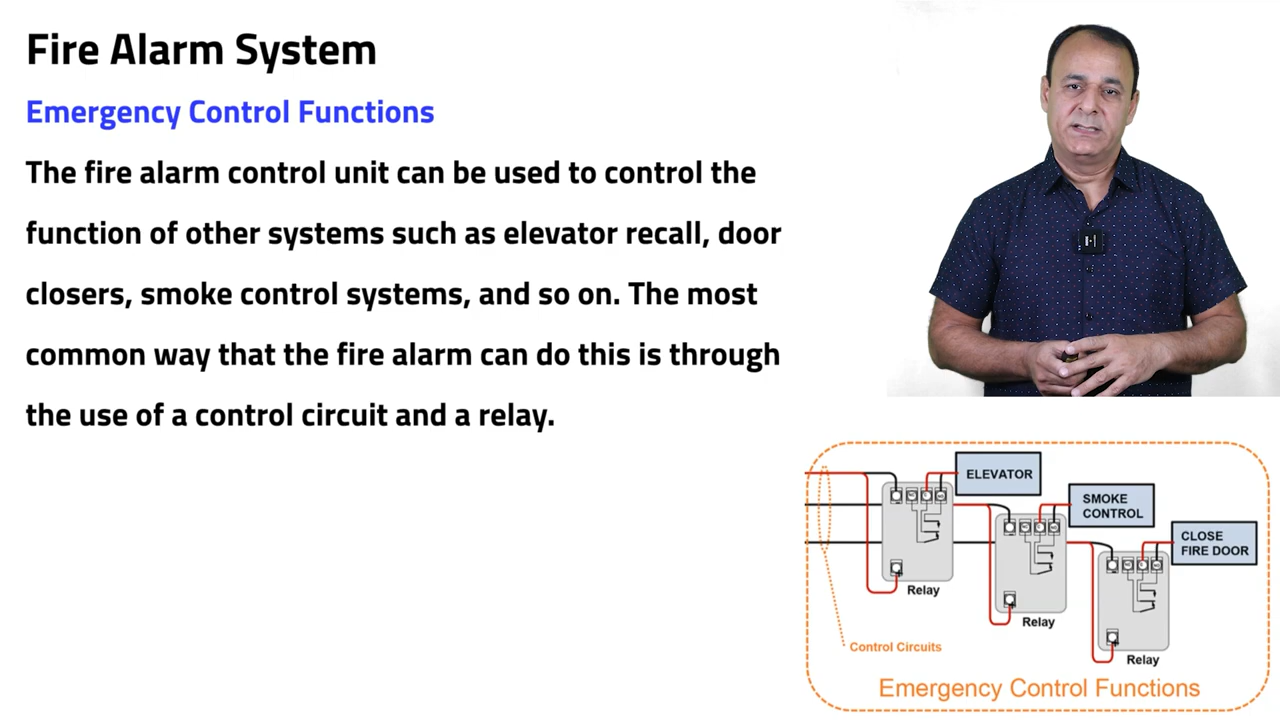 Fire Alarm System
Emergency Control Functions
The fire alarm control unit can be used to control the
function of other systems such as elevator recall, door
closers, smoke control systems, and so on. The most
common way that the fire alarm can do this is through
the use of a control circuit and a relay.
ELEVATOR
SMOKE
CONTROL
CLOSE
FIRE DOOR
Relay
Relay
Relay
Control Circuits
Emergency Control Functions